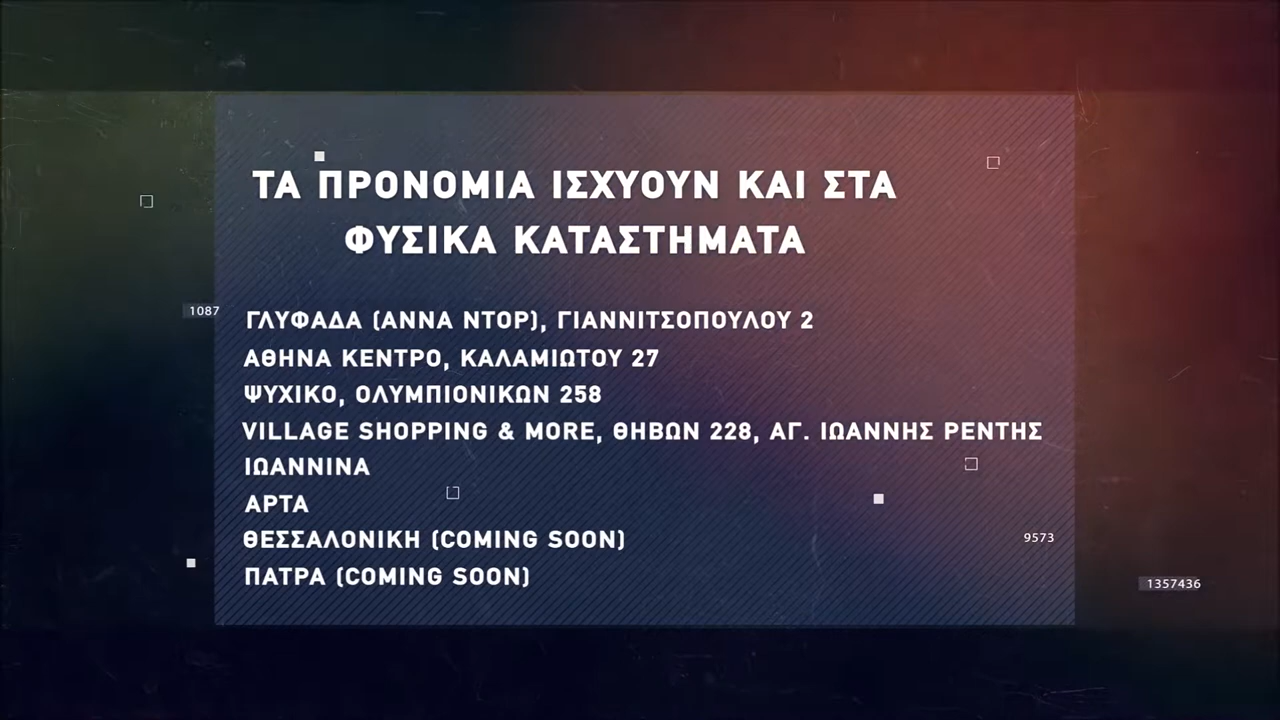 ΤΑ ΠΡΟΝΟΜΙΑ ΙΣΧΥΟΥΝ ΚΑΙ ΣΤΑ
ΦΥΣΙΚΑ ΚΑΤΑΣΤΗΜΑΤΑ
1087
ΓΛΥΦΑΔΑ (ΑΝΝΑ ΝΤΟΡ), ΓΙΑΝΝΙΤΣΟΠΟΥΛΟΥ 2
ΑΘΗΝΑ ΚΕΝΤΡΟ, ΚΑΛΑΜΙΩΤΟΥ 27
ΨΥΧΙΚΟ, ΟΛΥΜΠΙΟΝΙΚΩΝ 258
VILLAGE SHOPPING & MORE, ΘΗΒΩΝ 228, ΑΓ. ΙΩΑΝΝΗΣ ΡΕΝΤΗΣ
ΙΩΑΝΝΙΝΑ
ΑΡΤΑ
ΘΕΣΣΑΛΟΝΙΚΗ (COMING SOON)
9573
ΠΑΤΡΑ (COMING SOON)
1357436